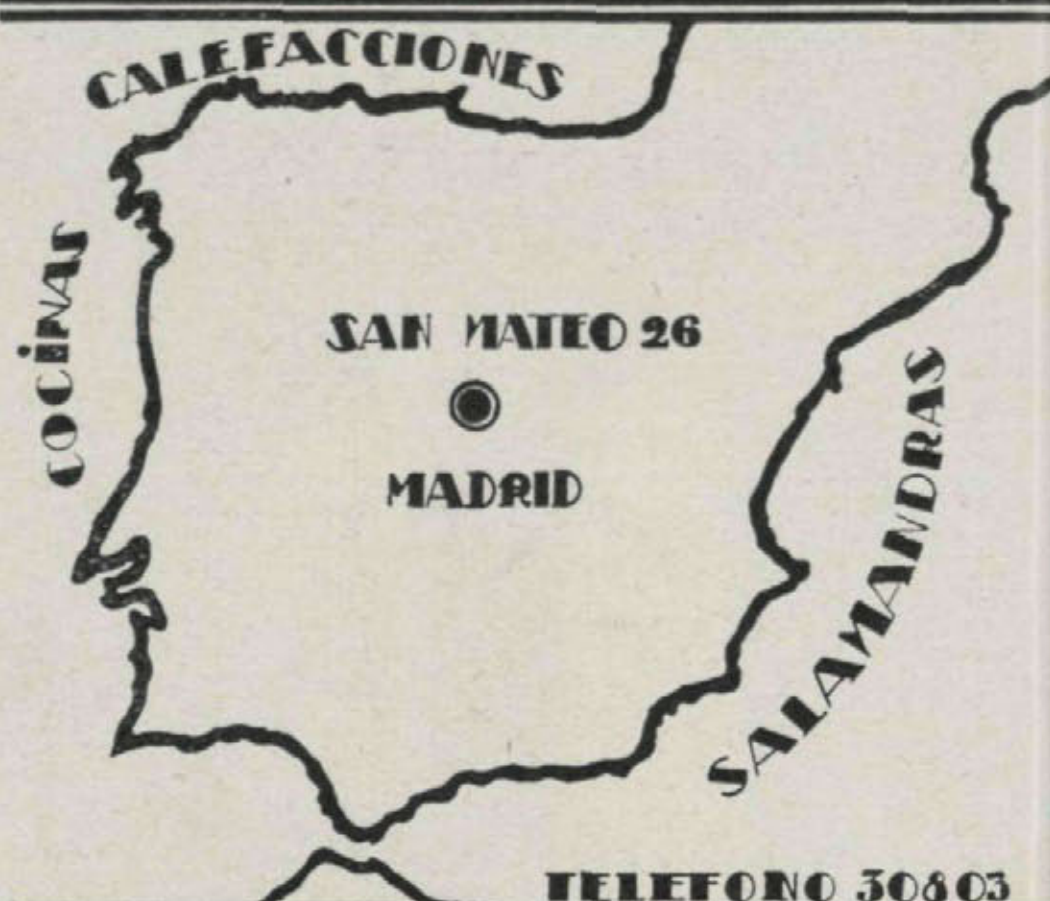 CALEFACCIONES
COCINAS
SAN MATEO 26
MADRID
SALAMANDRAS
TELEFONO 30803